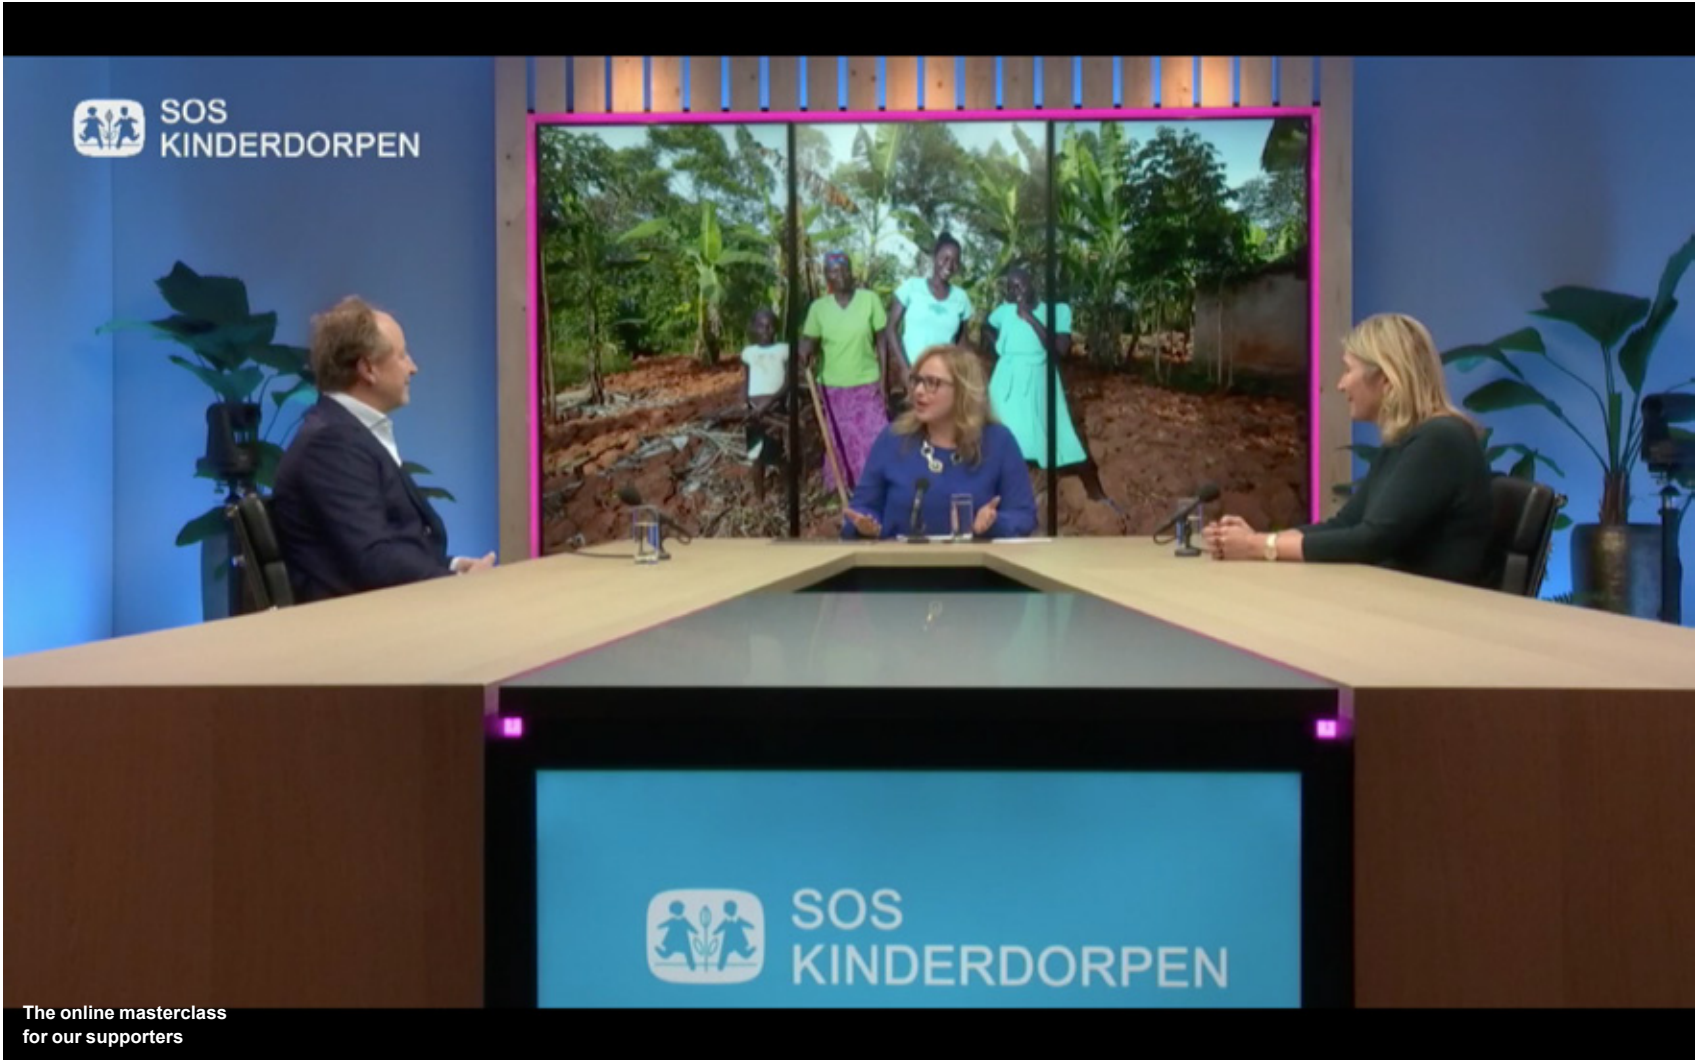 SOS
KINDERDORPEN
SOS
KINDERDORPEN
The online masterclass
for our supporters